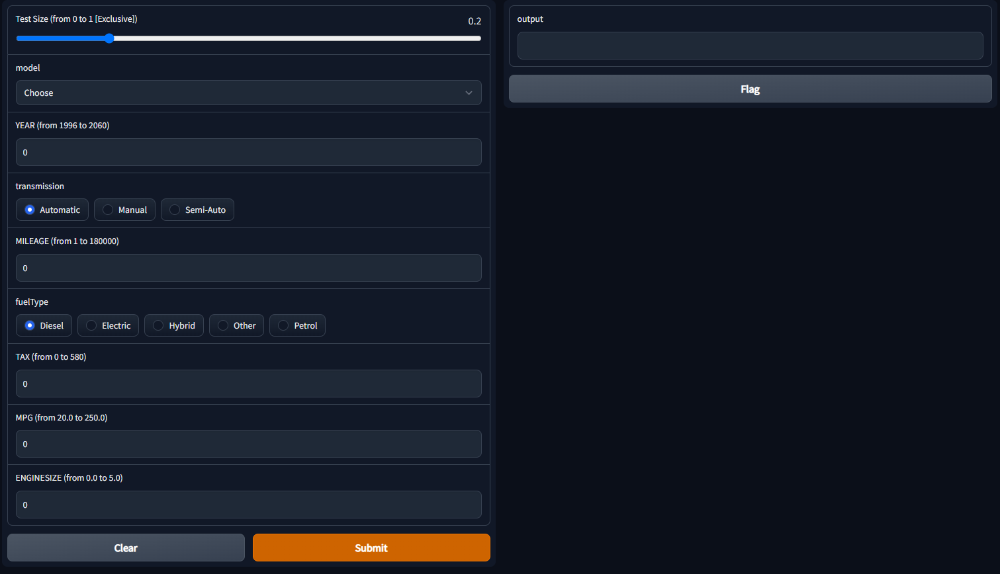 Test Size (from 0 to 1 [Exclusive])
0.2
model
Choose
YEAR (from 1996 to 2060)
0
transmission
Automatic
Manual
Semi-Auto
MILEAGE (from 1 to 180000)
0
fuelType
Diesel
Electric
Hybrid
Other
Petrol
TAX (from 0 to 580)
0
MPG (from 20.0 to 250.0)
0
ENGINESIZE (from 0.0 to 5.0)
0
Clear
Submit
output
Flag